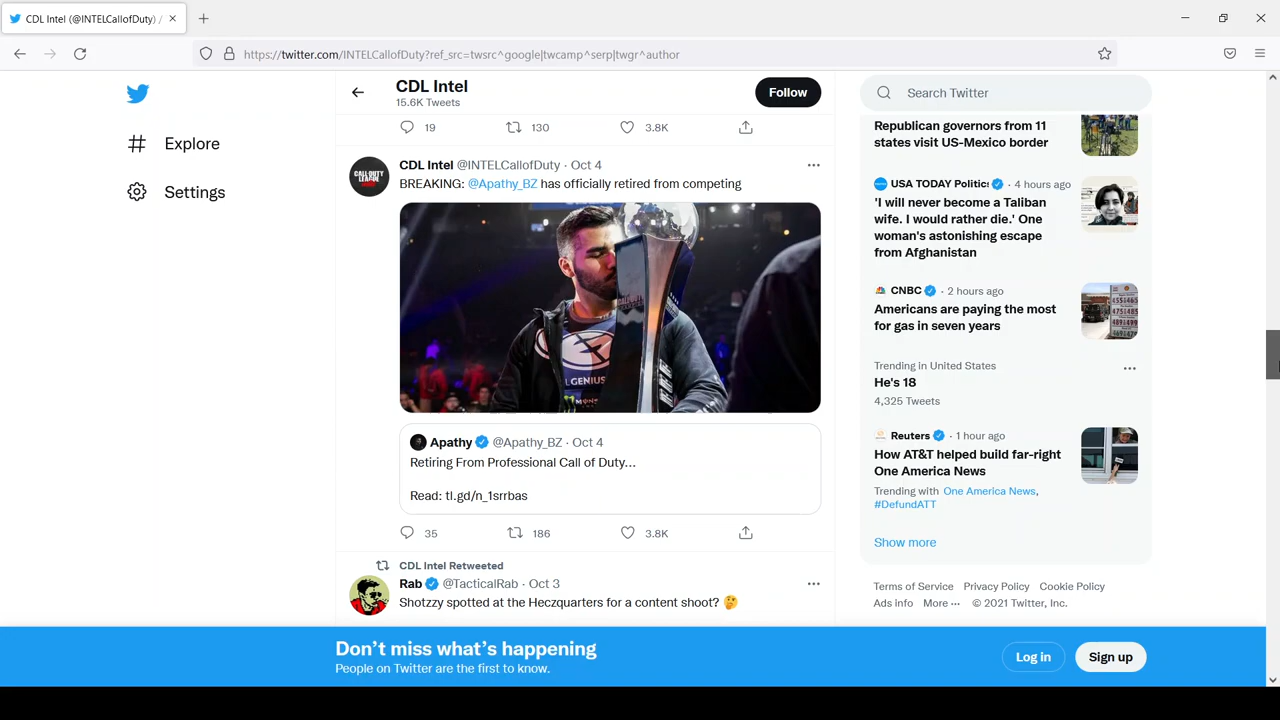 CDL Intel (@INTELCallofDuty) /
https://twitter.com/INTELCallofDuty?ref_src=twsrc^google|twcamp^serp|twgr^author
Explore
Settings
CDL Intel
15.6K Tweets
Follow
19 130 3.8K
CDL Intel @INTELCallofDuty · Oct 4
BREAKING: @Apathy_BZ has officially retired from competing
Apathy @Apathy_BZ · Oct 4
Retiring From Professional Call of Duty...
Read: tl.gd/n_1srrbas
35 186 3.8K
CDL Intel Retweeted
Rab @TacticalRab · Oct 3
Shotzzy spotted at the Heczquarters for a content shoot? 🤔
Search Twitter
Republican governors from 11
states visit US-Mexico border
USA TODAY Politics · 4 hours ago
'I will never become a Taliban
wife. I would rather die.' One
woman's astonishing escape
from Afghanistan
CNBC · 2 hours ago
Americans are paying the most
for gas in seven years
Trending in United States
He's 18
4,325 Tweets
Reuters · 1 hour ago
How AT&T helped build far-right
One America News
Trending with One America News,
#DefundATT
Show more
Terms of Service Privacy Policy Cookie Policy
Ads info More ··· © 2021 Twitter, Inc.
Don’t miss what’s happening
People on Twitter are the first to know.
Log in
Sign up